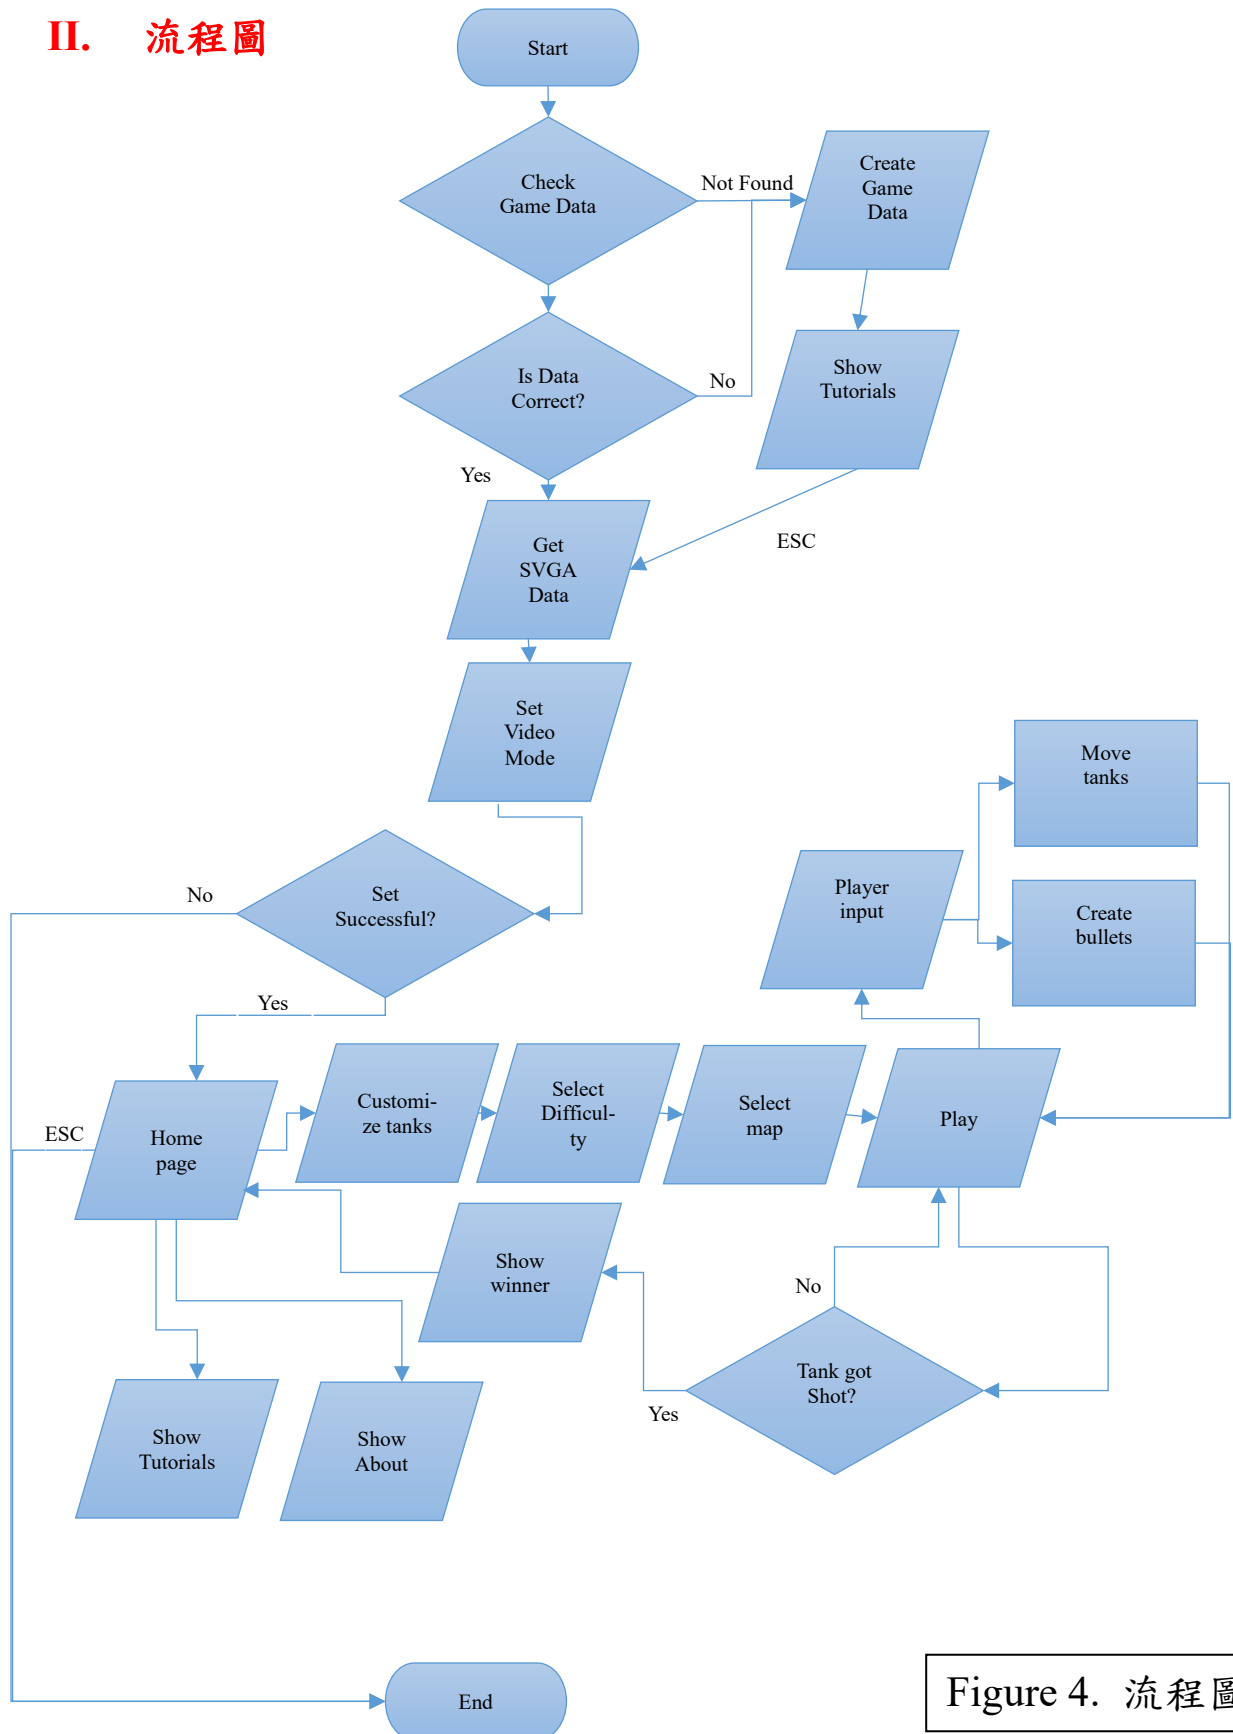 II. 流程圖
Start
Check
Game Data
Not Found
Create
Game
Data
Is Data
Correct?
No
Show
Tutorials
Yes
Get
SVGA
Data
ESC
Set
Video
Mode
Move
tanks
No
Set
Successful?
Player
input
Create
bullets
Yes
ESC
Home
page
Customi-
ze tanks
Select
Difficul-
ty
Select
map
Play
Show
winner
No
Tank got
Shot?
Yes
Show
Tutorials
Show
About
End
Figure 4. 流程圖